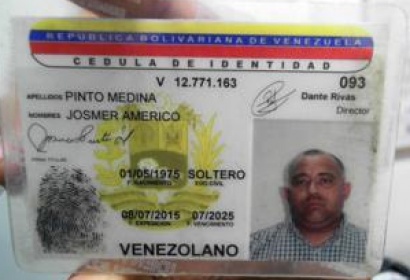 REPUBLICA BOLIVARIANA DE VENEZUELA
CEDULA DE IDENTIDAD
V 12.771.163
093
APELLIDOS PINTO MEDINA
Dante Rivas
Director
NOMBRES JOSMER AMERICO
FIRMA TITULAR
01/05/1975 SOLTERO
F. NACIMIENTO EDO. CIVIL
08/07/2015 07/2025
F. EXPEDICION F. VENCIMIENTO
VENEZOLANO